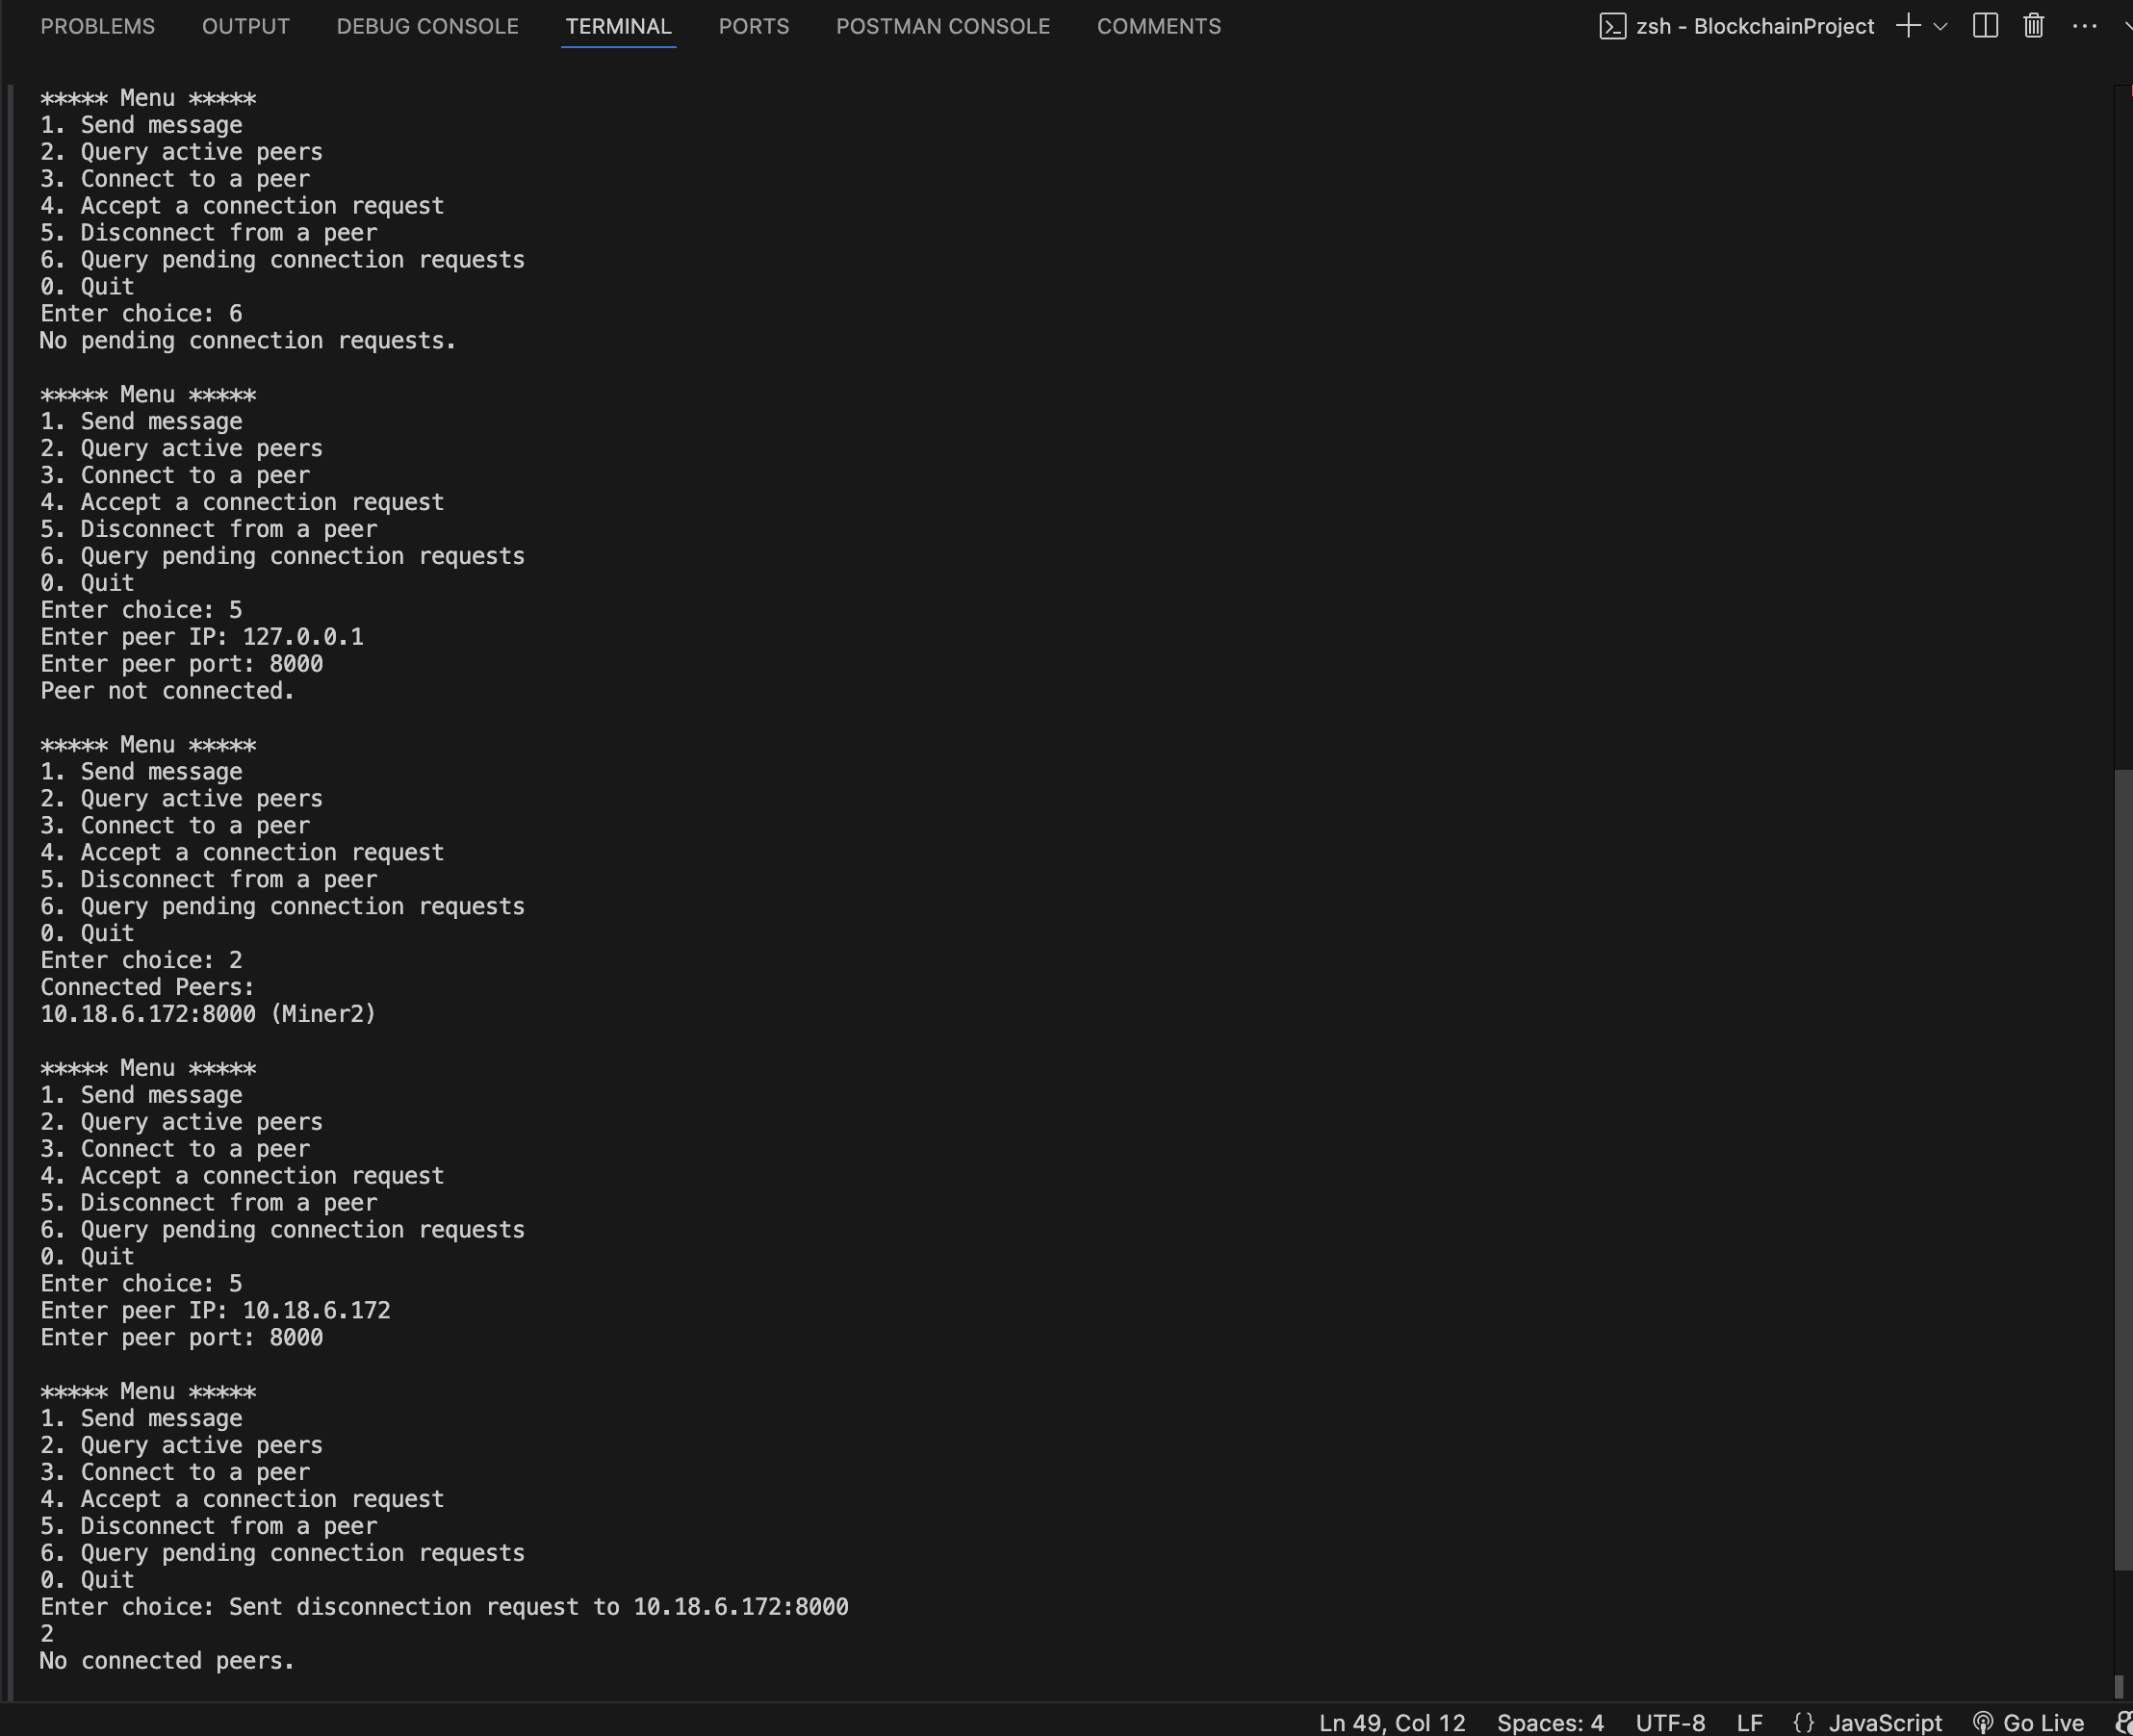 PROBLEMS OUTPUT DEBUG CONSOLE TERMINAL PORTS POSTMAN CONSOLE COMMENTS zsh - BlockchainProject
***** Menu *****
1. Send message
2. Query active peers
3. Connect to a peer
4. Accept a connection request
5. Disconnect from a peer
6. Query pending connection requests
0. Quit
Enter choice: 6
No pending connection requests.
***** Menu *****
1. Send message
2. Query active peers
3. Connect to a peer
4. Accept a connection request
5. Disconnect from a peer
6. Query pending connection requests
0. Quit
Enter choice: 5
Enter peer IP: 127.0.0.1
Enter peer port: 8000
Peer not connected.
***** Menu *****
1. Send message
2. Query active peers
3. Connect to a peer
4. Accept a connection request
5. Disconnect from a peer
6. Query pending connection requests
0. Quit
Enter choice: 2
Connected Peers:
10.18.6.172:8000 (Miner2)
***** Menu *****
1. Send message
2. Query active peers
3. Connect to a peer
4. Accept a connection request
5. Disconnect from a peer
6. Query pending connection requests
0. Quit
Enter choice: 5
Enter peer IP: 10.18.6.172
Enter peer port: 8000
***** Menu *****
1. Send message
2. Query active peers
3. Connect to a peer
4. Accept a connection request
5. Disconnect from a peer
6. Query pending connection requests
0. Quit
Enter choice: Sent disconnection request to 10.18.6.172:8000
2
No connected peers.
Ln 49, Col 12 Spaces: 4 UTF-8 LF {} JavaScript Go Live